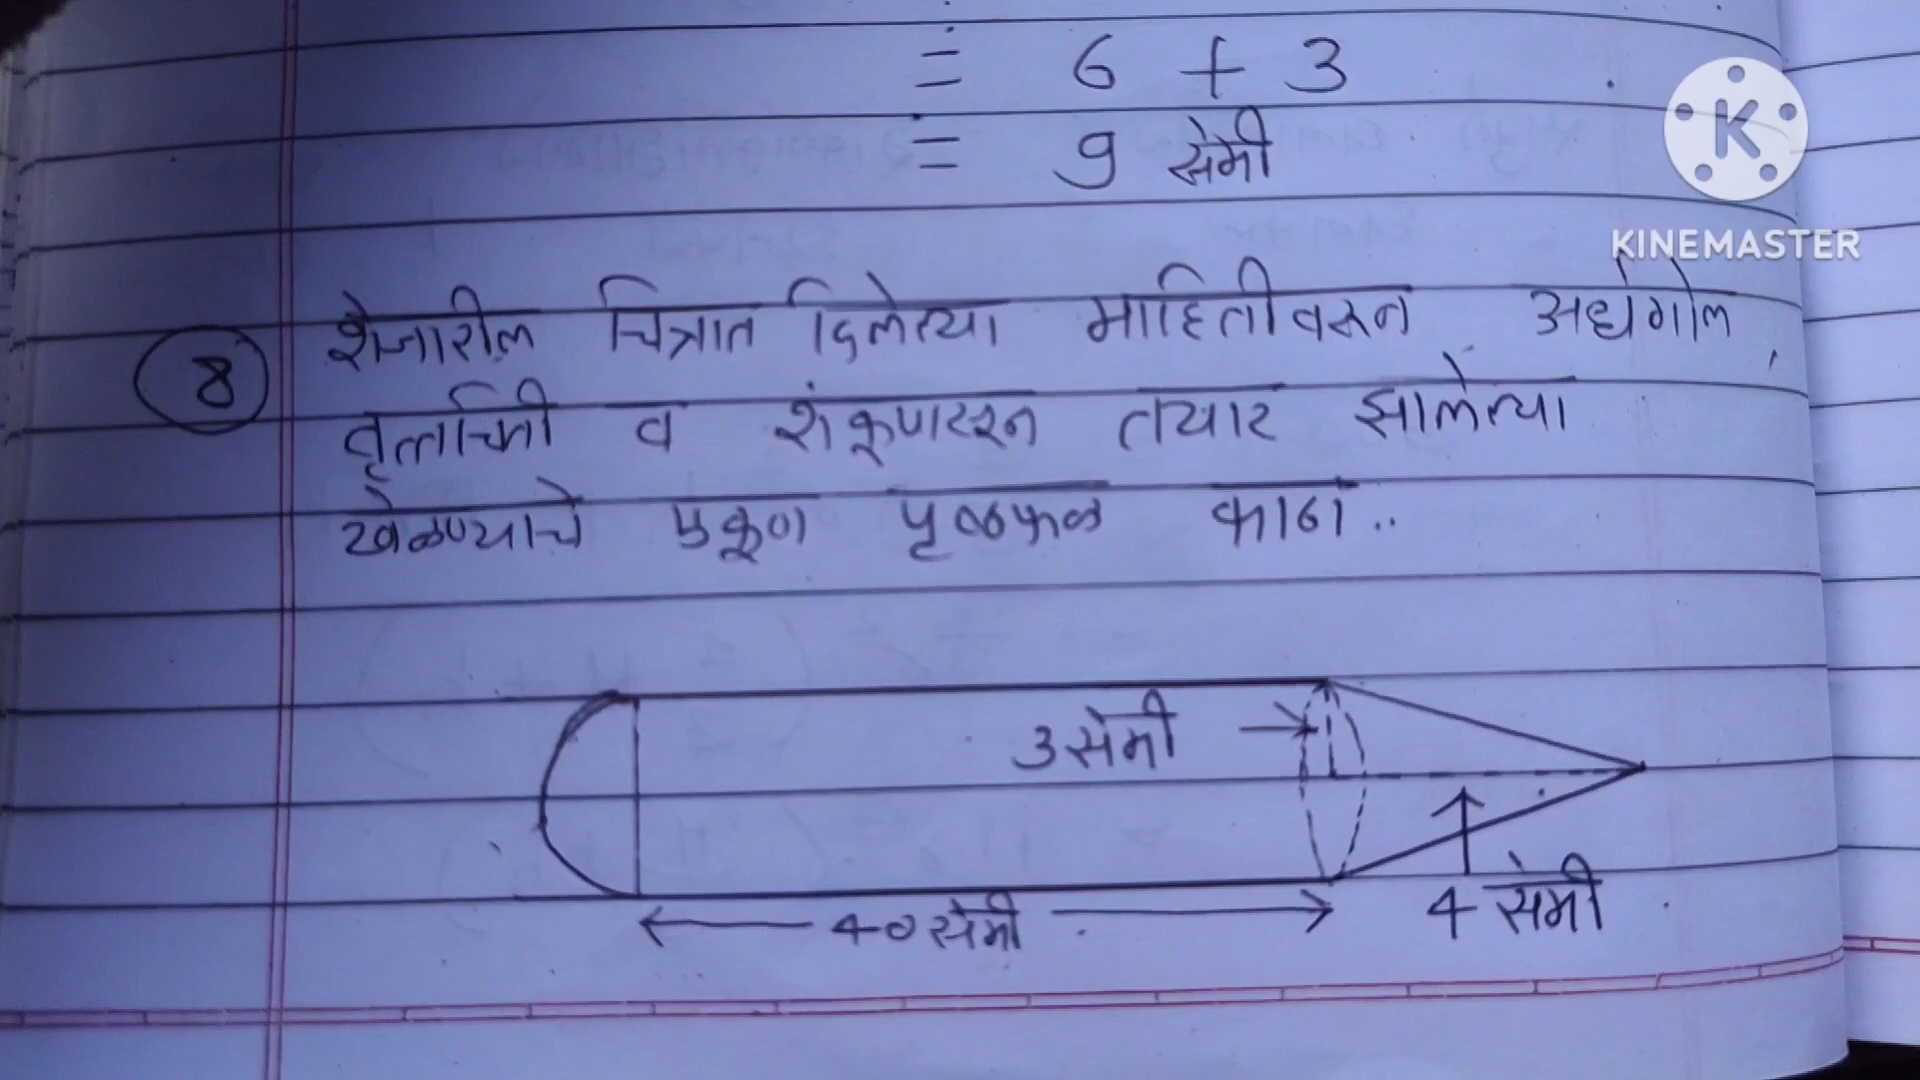 = 6 + 3
= 9 सेमी
K
KINEMASTER
8 शेजारील चित्रात दिलेल्या माहितीवरून अर्धगोल,
वृत्तचिती व शंकूपासून तयार झालेल्या
खेळण्याचे एकूण पृष्ठफळ काढा..
3 सेमी
40 सेमी
4 सेमी